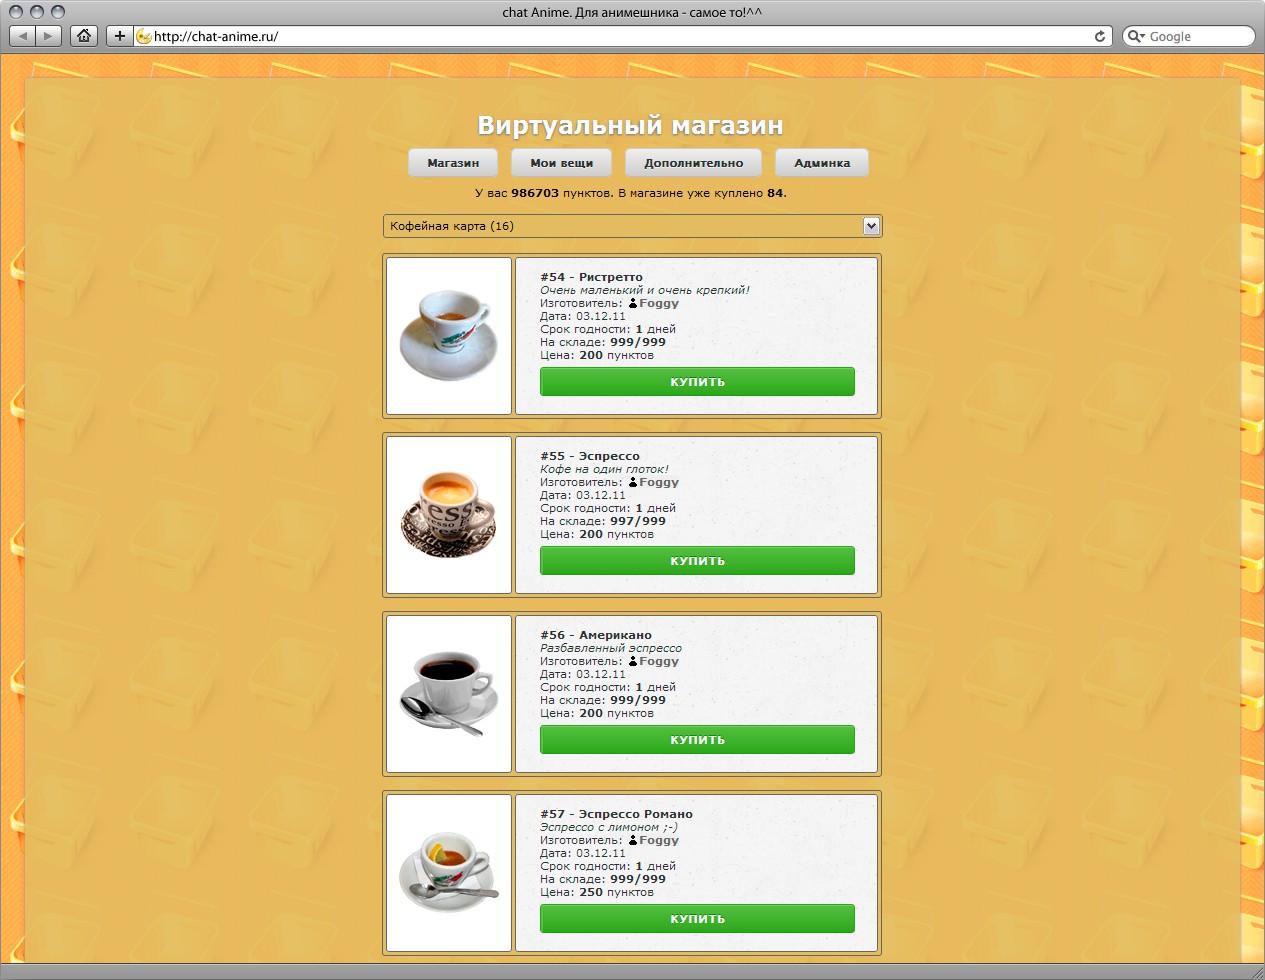 chat Anime. Для анимешника - самое то!^^
http://chat-anime.ru/
Google
Виртуальный магазин
Магазин
Мои вещи
Дополнительно
Админка
У вас 986703 пунктов. В магазине уже куплено 84.
Кофейная карта (16)
#54 - Ристретто
Очень маленький и очень крепкий!
Изготовитель: Foggy
Дата: 03.12.11
Срок годности: 1 дней
На складе: 999/999
Цена: 200 пунктов
КУПИТЬ
#55 - Эспрессо
Кофе на один глоток!
Изготовитель: Foggy
Дата: 03.12.11
Срок годности: 1 дней
На складе: 997/999
Цена: 200 пунктов
КУПИТЬ
#56 - Американо
Разбавленный эспрессо
Изготовитель: Foggy
Дата: 03.12.11
Срок годности: 1 дней
На складе: 999/999
Цена: 200 пунктов
КУПИТЬ
#57 - Эспрессо Романо
Эспрессо с лимоном ;-)
Изготовитель: Foggy
Дата: 03.12.11
Срок годности: 1 дней
На складе: 999/999
Цена: 250 пунктов
КУПИТЬ